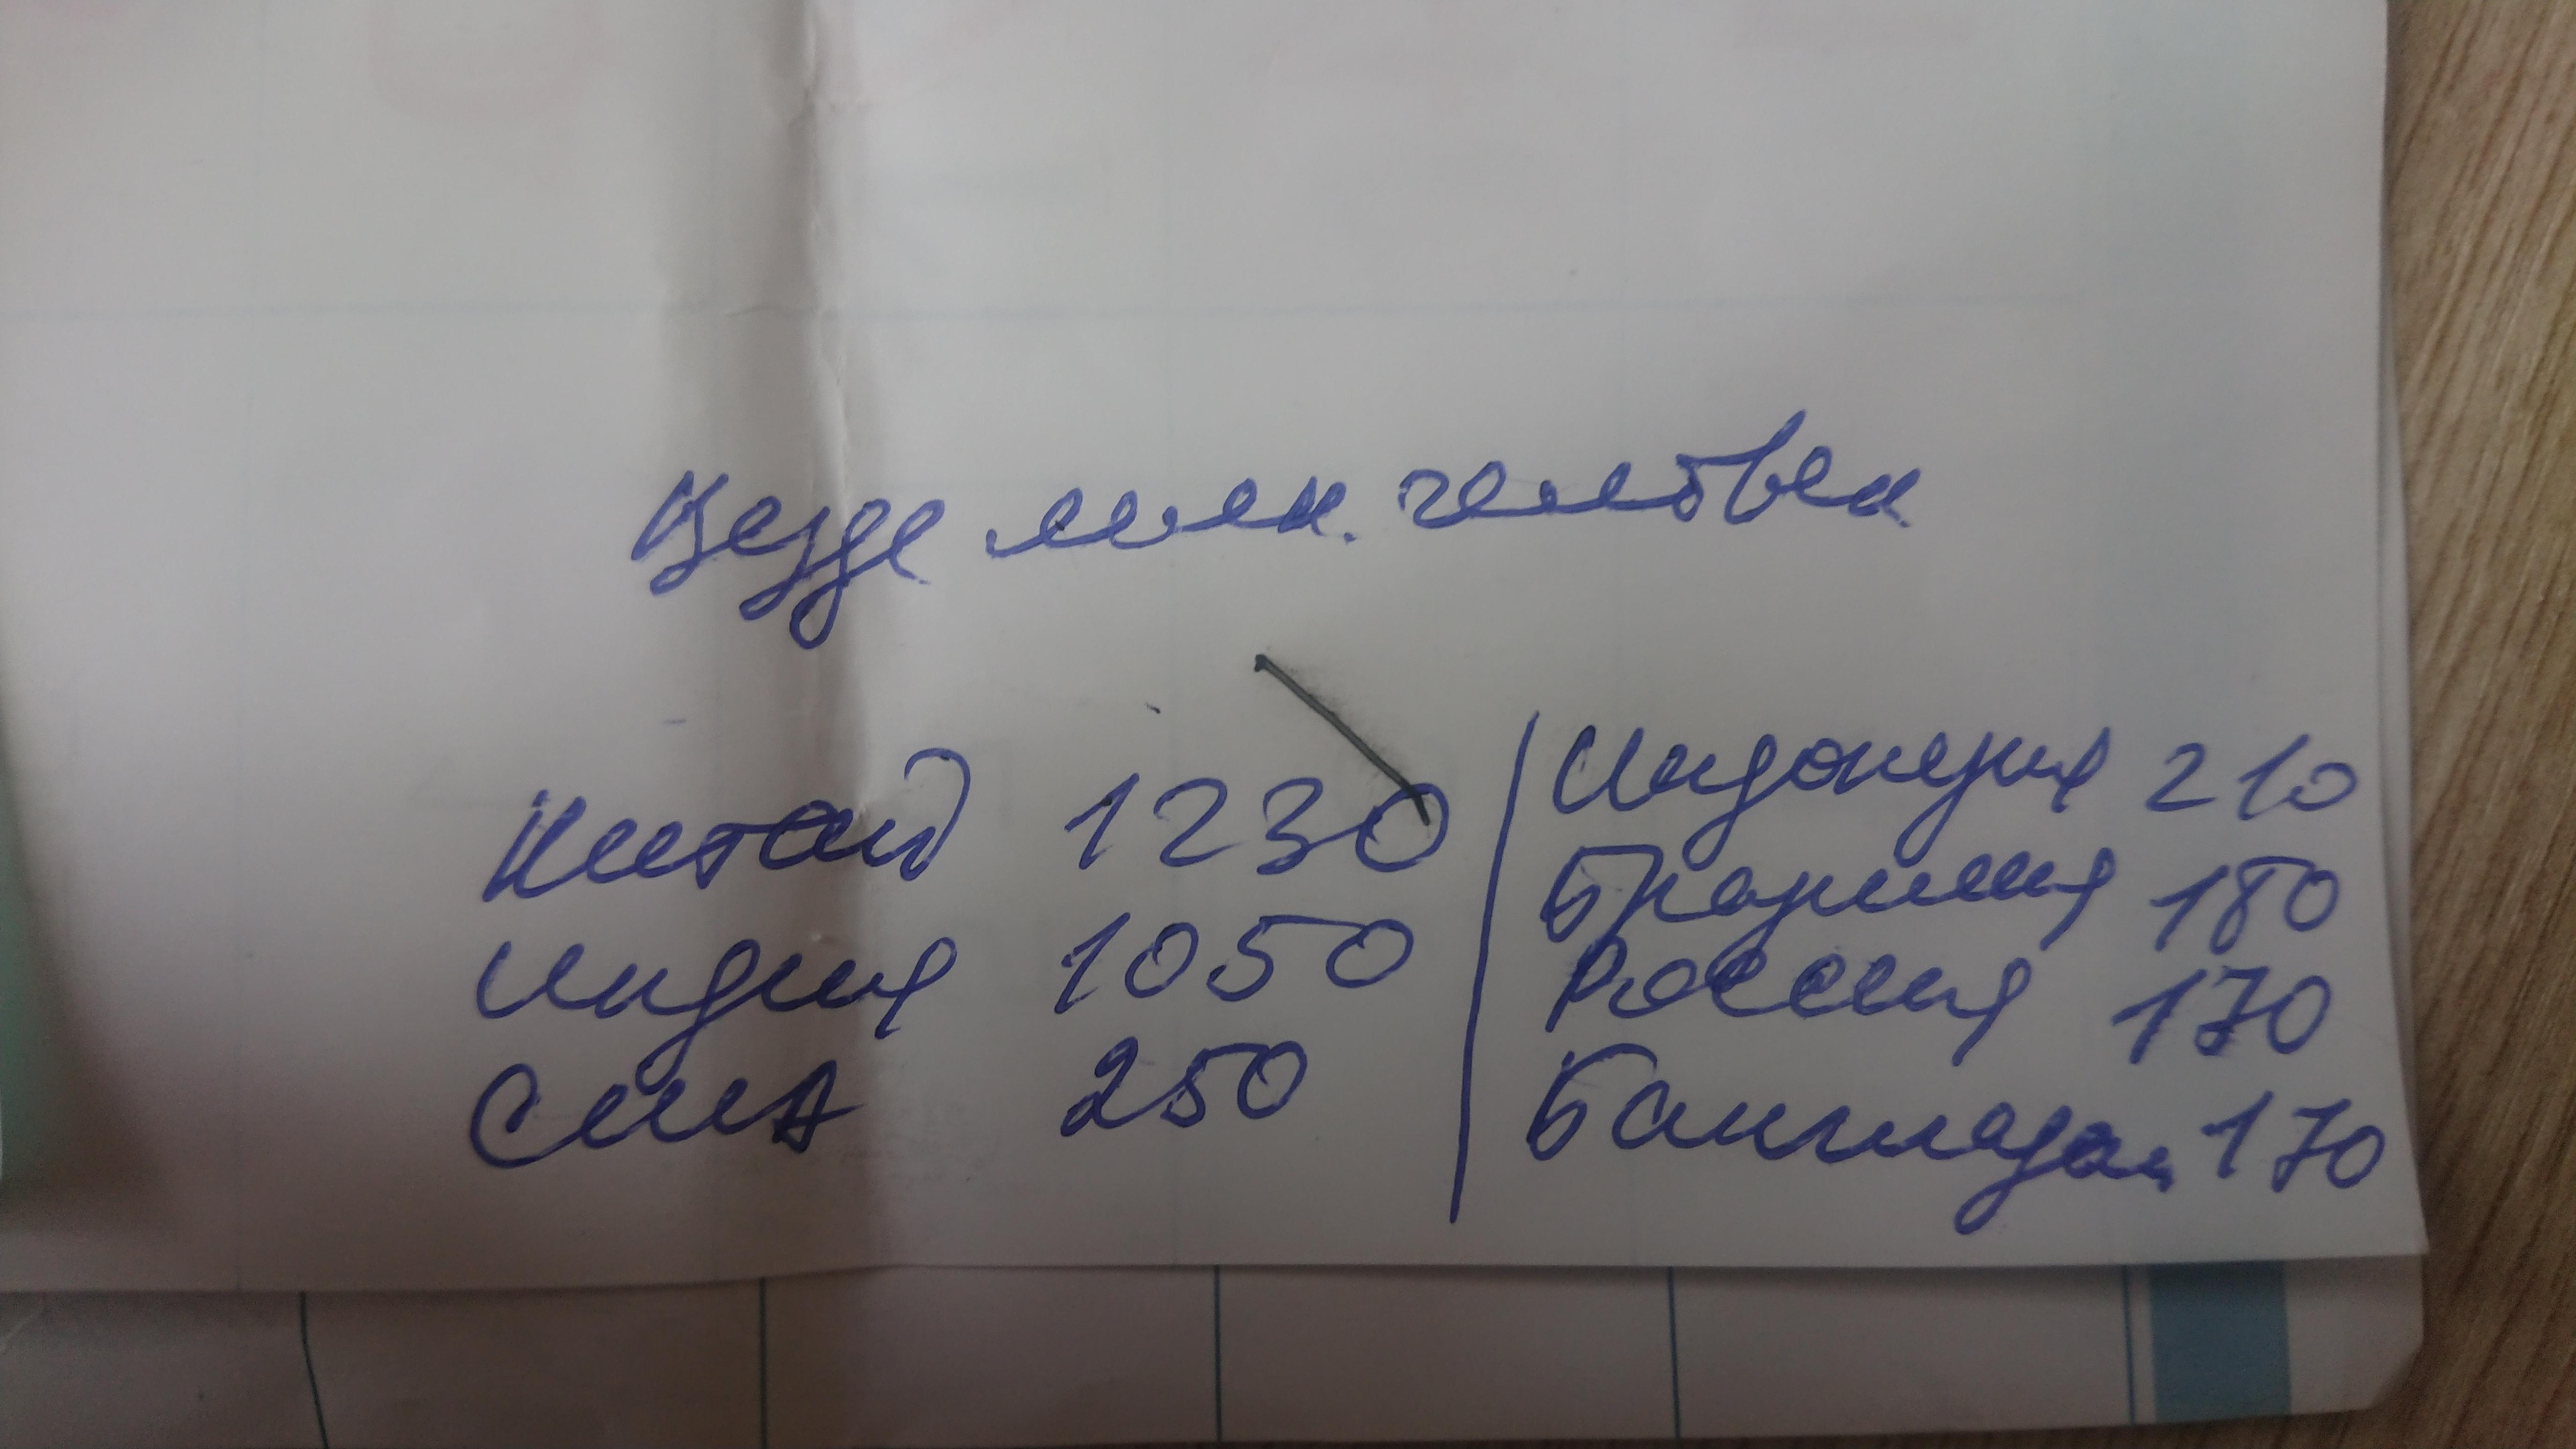 Везде млн. человек
Китай 1230
Индия 1050
США 250
Индонезия 210
Бразилия 180
Россия 170
Бангладеш 170